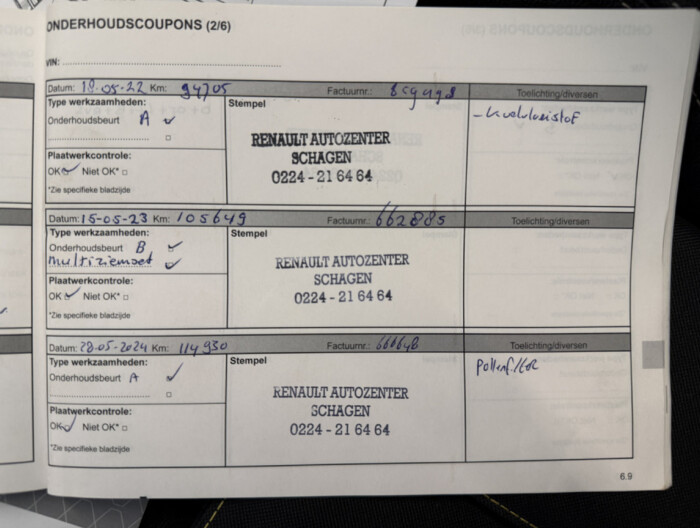 ONDERHOUDSCOUPONS (2/6)
VIN:
Datum: 18-05-22 Km: 94705 Factuurnr.: Toelichting/diversen
Type werkzaamheden: Stempel
Onderhoudsbeurt A ✓
- koelvloeistof
RENAULT AUTOZENTER
SCHAGEN
0224 - 21 64 64
Plaatwerkcontrole:
OK ✓ Niet OK* □
*Zie specifieke bladzijde
Datum: 15-05-23 Km: 105649 Factuurnr.: 662885 Toelichting/diversen
Type werkzaamheden: Stempel
Onderhoudsbeurt B ✓
Multiriemset ✓
RENAULT AUTOZENTER
SCHAGEN
0224 - 21 64 64
Plaatwerkcontrole:
OK ✓ Niet OK* □
*Zie specifieke bladzijde
Datum: 28-05-2024 Km: 114930 Factuurnr.: Toelichting/diversen
Type werkzaamheden: Stempel
Onderhoudsbeurt A ✓
Pollenfilter
RENAULT AUTOZENTER
SCHAGEN
0224 - 21 64 64
Plaatwerkcontrole:
OK ✓ Niet OK* □
*Zie specifieke bladzijde
6.9